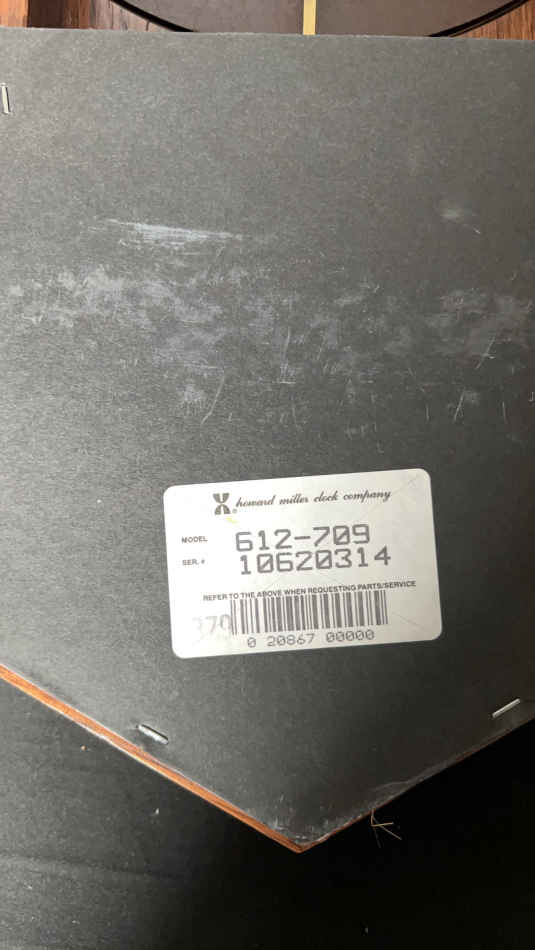 howard miller clock company
MODEL 612-709
SER. # 10620314
REFER TO THE ABOVE WHEN REQUESTING PARTS/SERVICE
0 20867 00000